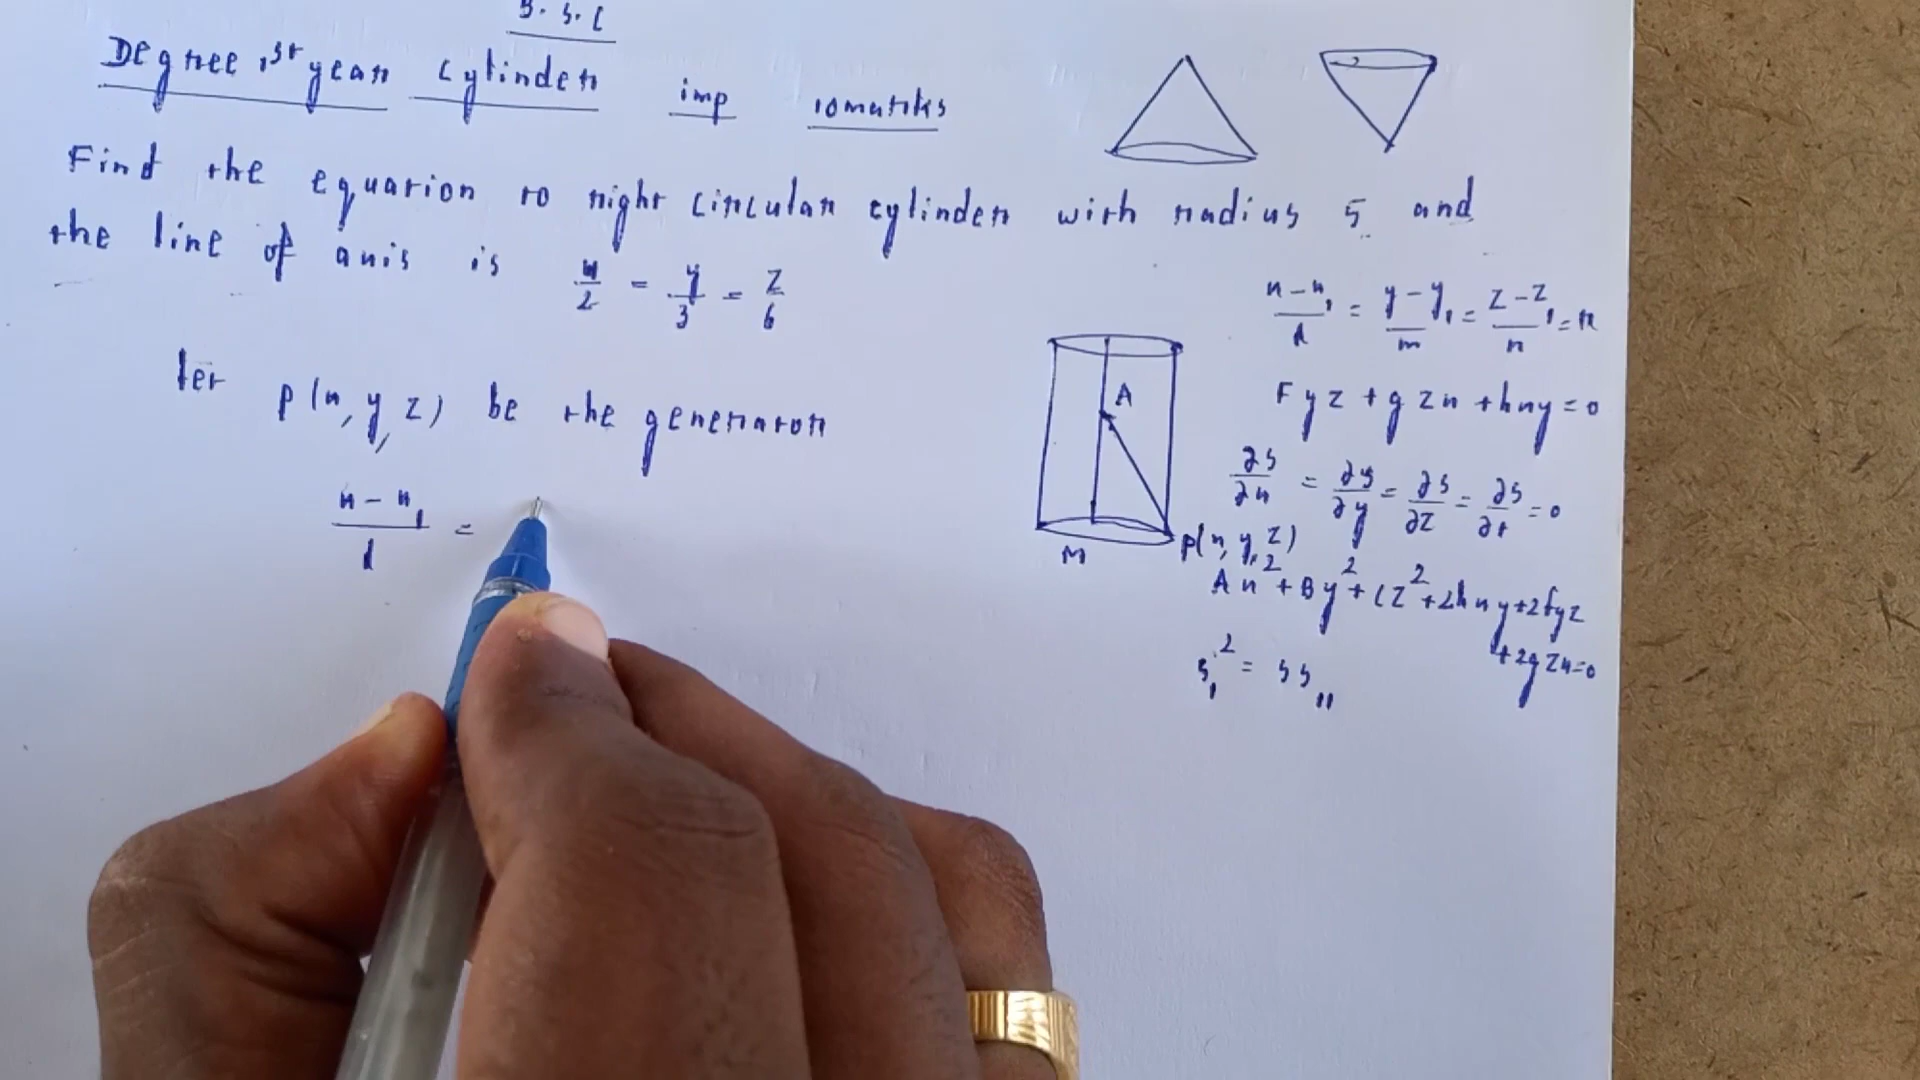 B.S.C
Degree 1st year Cylinder imp 10 marks
Find the equation to right circular cylinder with radius 5 and
the line of axis is x/2 = y/3 = z/6
let P(x, y, z) be the generator
x - x₁/l =
A
M
P(x, y, z)
x - x₁/l = y - y₁/m = z - z₁/n = r
Fyz + gzx + hxy = 0
∂s/∂x = ∂s/∂y = ∂s/∂z = ∂s/∂t = 0
Ax² + By² + Cz² + 2hxy + 2fyz
+ 2gzx = 0
S₁² = SS₁₁